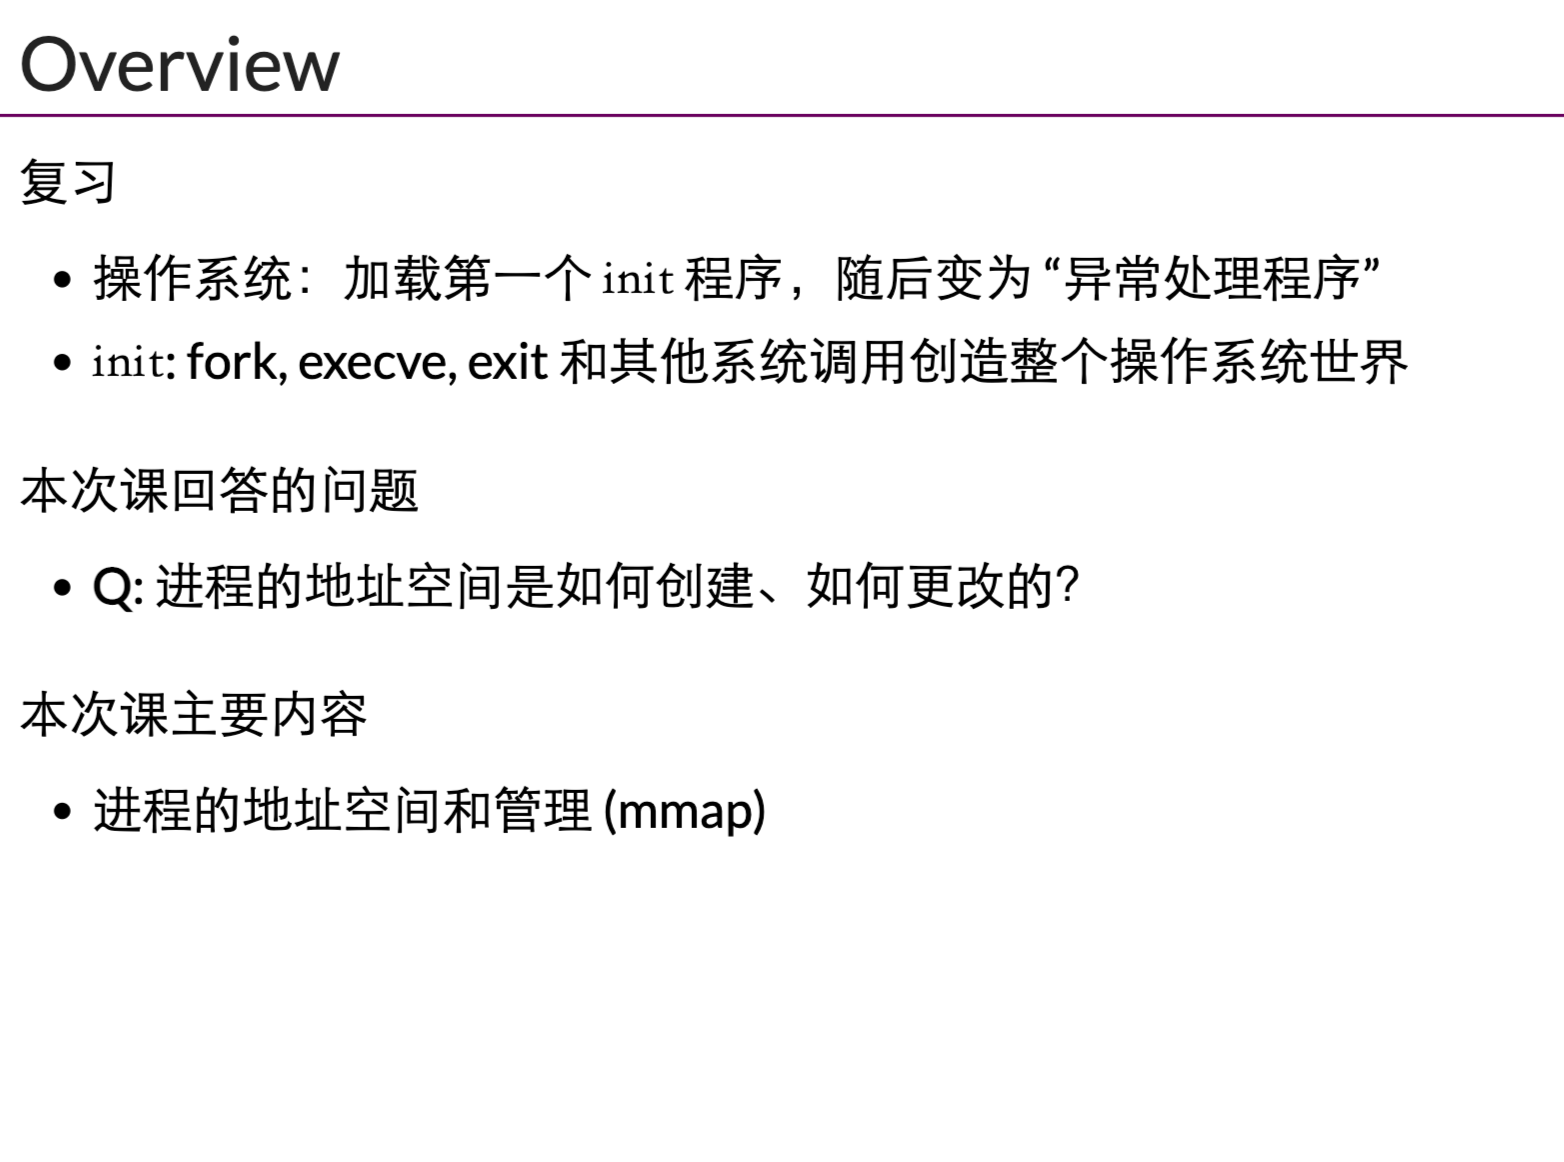 Overview
复习
• 操作系统：加载第一个 init 程序，随后变为 “异常处理程序”
• init: fork, execve, exit 和其他系统调用创造整个操作系统世界
本次课回答的问题
• Q: 进程的地址空间是如何创建、如何更改的？
本次课主要内容
• 进程的地址空间和管理 (mmap)